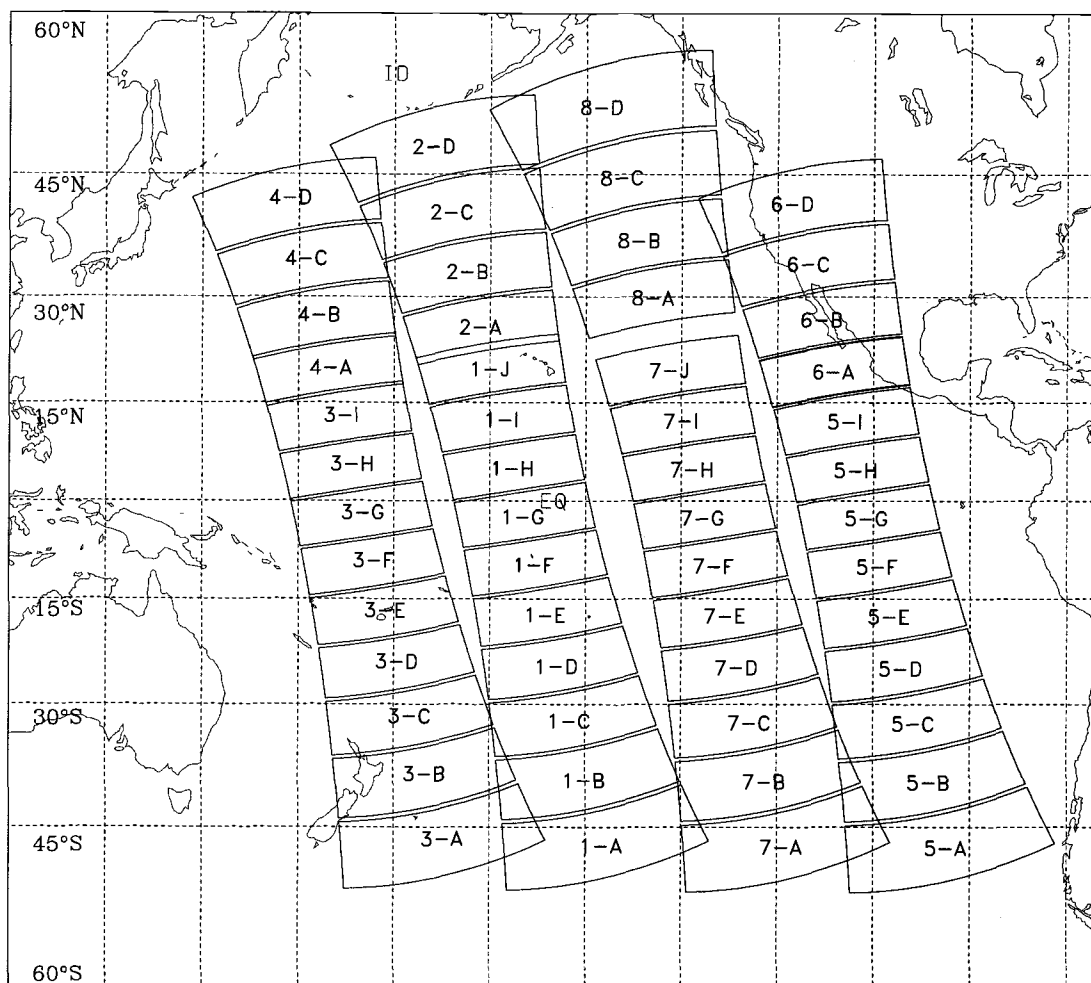 60°N
ID
8-D
2-D
45°N
8-C
4-D
2-C
6-D
8-B
4-C
2-B
6-C
8-A
30°N
4-B
2-A
6-B
4-A
1-J
7-J
6-A
15°N
3-I
1-I
7-I
5-I
3-H
1-H
7-H
5-H
EQ
3-G
1-G
7-G
5-G
3-F
1-F
7-F
5-F
15°S
3-E
1-E
7-E
5-E
3-D
1-D
7-D
5-D
30°S
3-C
1-C
7-C
5-C
3-B
1-B
7-B
5-B
45°S
3-A
1-A
7-A
5-A
60°S